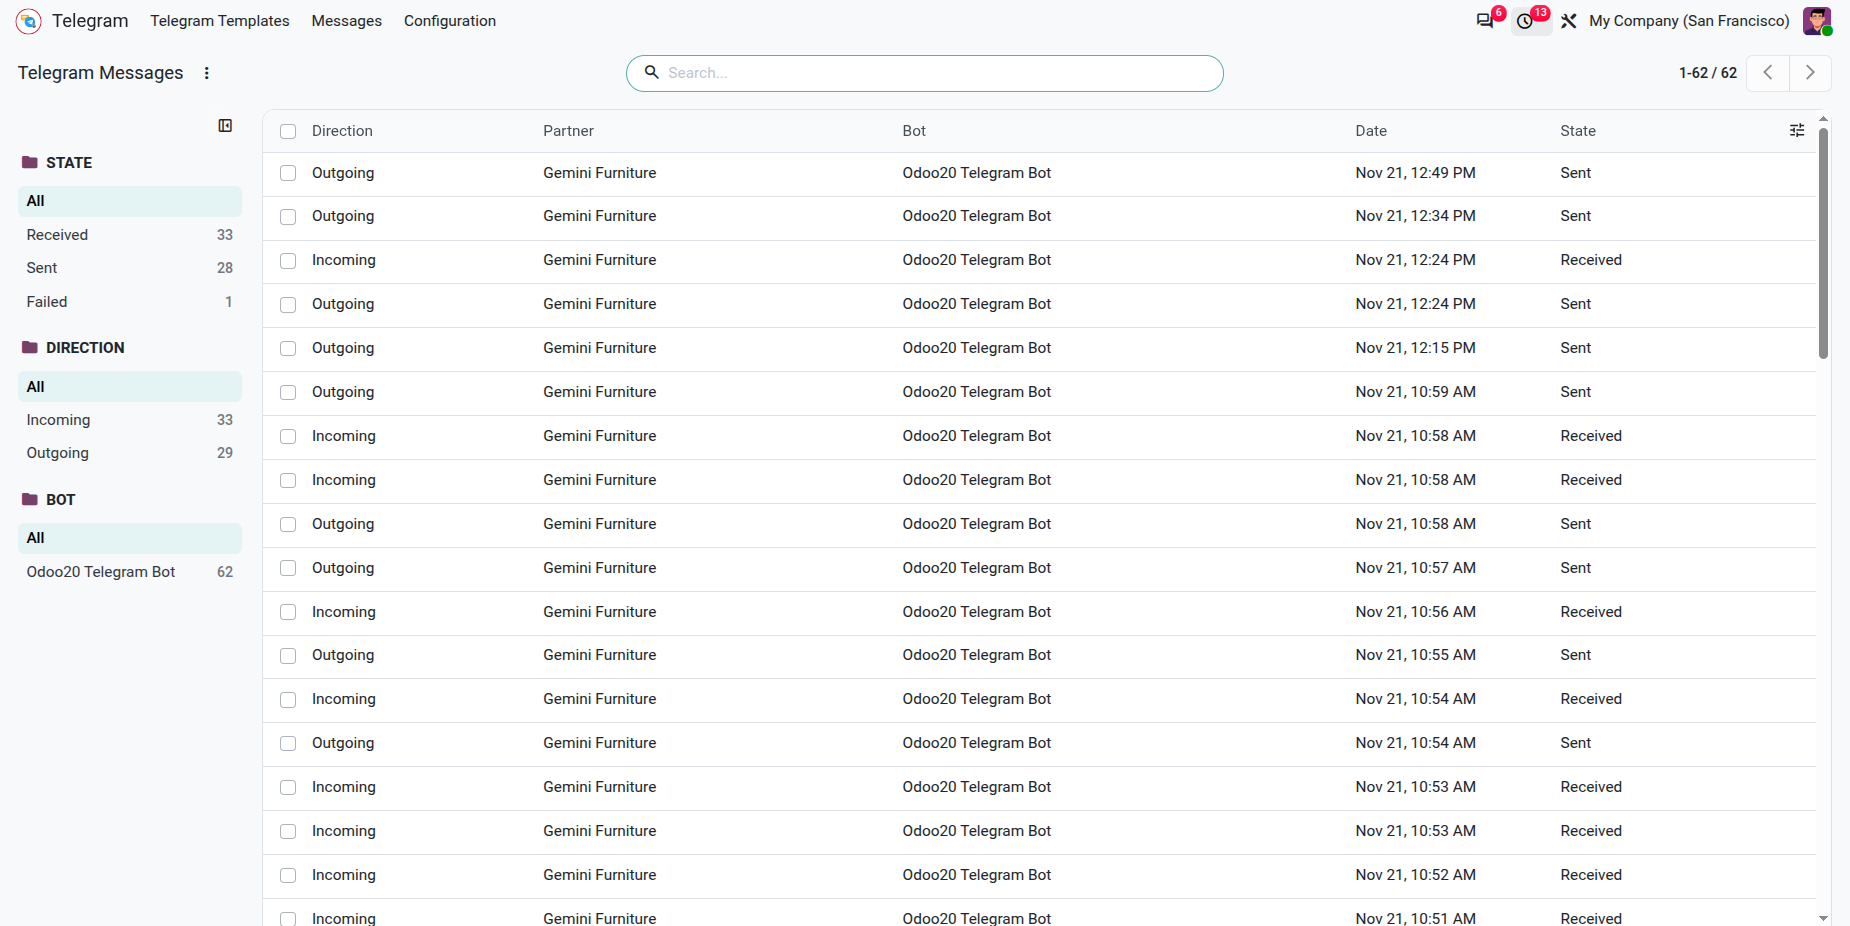 Telegram Telegram Templates Messages Configuration 6 13 My Company (San Francisco)
Telegram Messages Search... 1-62 / 62
Direction Partner Bot Date State
STATE
All
Received 33
Sent 28
Failed 1
DIRECTION
All
Incoming 33
Outgoing 29
BOT
All
Odoo20 Telegram Bot 62
Outgoing Gemini Furniture Odoo20 Telegram Bot Nov 21, 12:49 PM Sent
Outgoing Gemini Furniture Odoo20 Telegram Bot Nov 21, 12:34 PM Sent
Incoming Gemini Furniture Odoo20 Telegram Bot Nov 21, 12:24 PM Received
Outgoing Gemini Furniture Odoo20 Telegram Bot Nov 21, 12:24 PM Sent
Outgoing Gemini Furniture Odoo20 Telegram Bot Nov 21, 12:15 PM Sent
Outgoing Gemini Furniture Odoo20 Telegram Bot Nov 21, 10:59 AM Sent
Incoming Gemini Furniture Odoo20 Telegram Bot Nov 21, 10:58 AM Received
Incoming Gemini Furniture Odoo20 Telegram Bot Nov 21, 10:58 AM Received
Outgoing Gemini Furniture Odoo20 Telegram Bot Nov 21, 10:58 AM Sent
Outgoing Gemini Furniture Odoo20 Telegram Bot Nov 21, 10:57 AM Sent
Incoming Gemini Furniture Odoo20 Telegram Bot Nov 21, 10:56 AM Received
Outgoing Gemini Furniture Odoo20 Telegram Bot Nov 21, 10:55 AM Sent
Incoming Gemini Furniture Odoo20 Telegram Bot Nov 21, 10:54 AM Received
Outgoing Gemini Furniture Odoo20 Telegram Bot Nov 21, 10:54 AM Sent
Incoming Gemini Furniture Odoo20 Telegram Bot Nov 21, 10:53 AM Received
Incoming Gemini Furniture Odoo20 Telegram Bot Nov 21, 10:53 AM Received
Incoming Gemini Furniture Odoo20 Telegram Bot Nov 21, 10:52 AM Received
Incoming Gemini Furniture Odoo20 Telegram Bot Nov 21, 10:51 AM Received